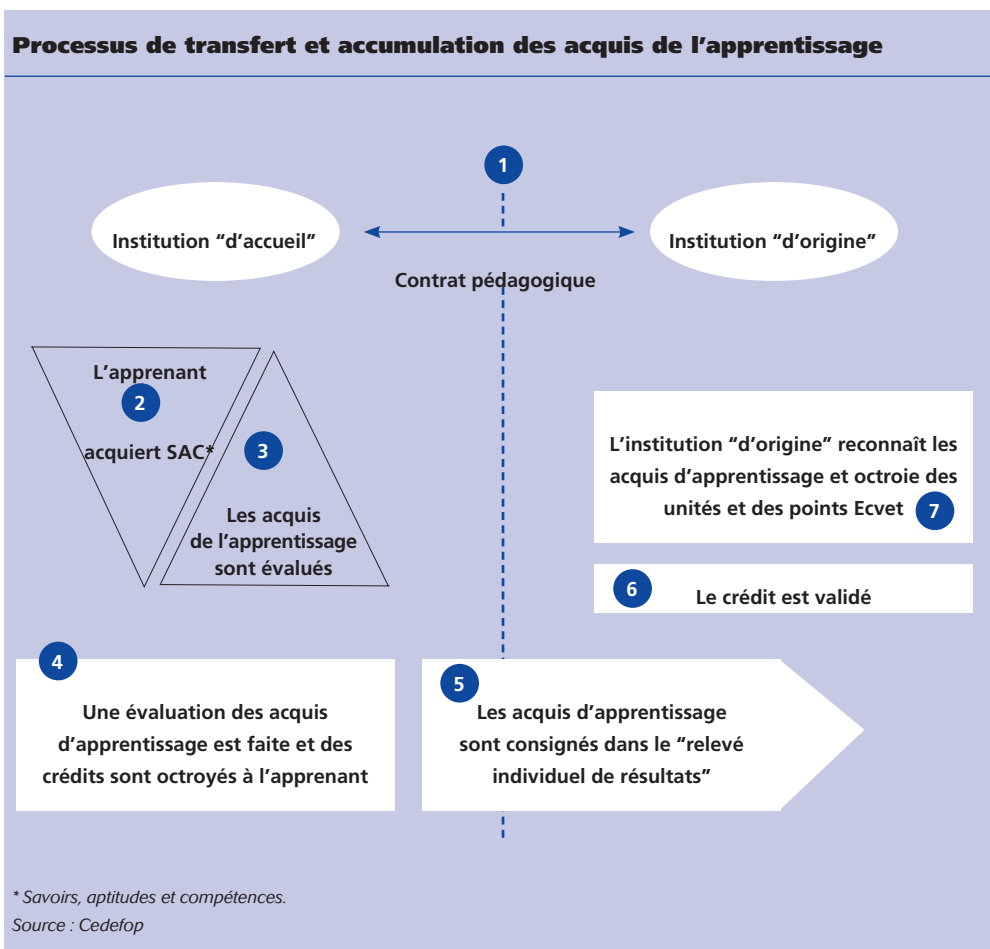 Processus de transfert et accumulation des acquis de l'apprentissage
1
Institution "d'accueil"
Institution "d'origine"
Contrat pédagogique
L'apprenant
2
acquiert SAC*
3
Les acquis
de l'apprentissage
sont évalués
L'institution "d'origine" reconnaît les
acquis d'apprentissage et octroie des
unités et des points Ecvet 7
6 Le crédit est validé
4
Une évaluation des acquis
d'apprentissage est faite et des
crédits sont octroyés à l'apprenant
5
Les acquis d'apprentissage
sont consignés dans le "relevé
individuel de résultats"
* Savoirs, aptitudes et compétences.
Source : Cedefop